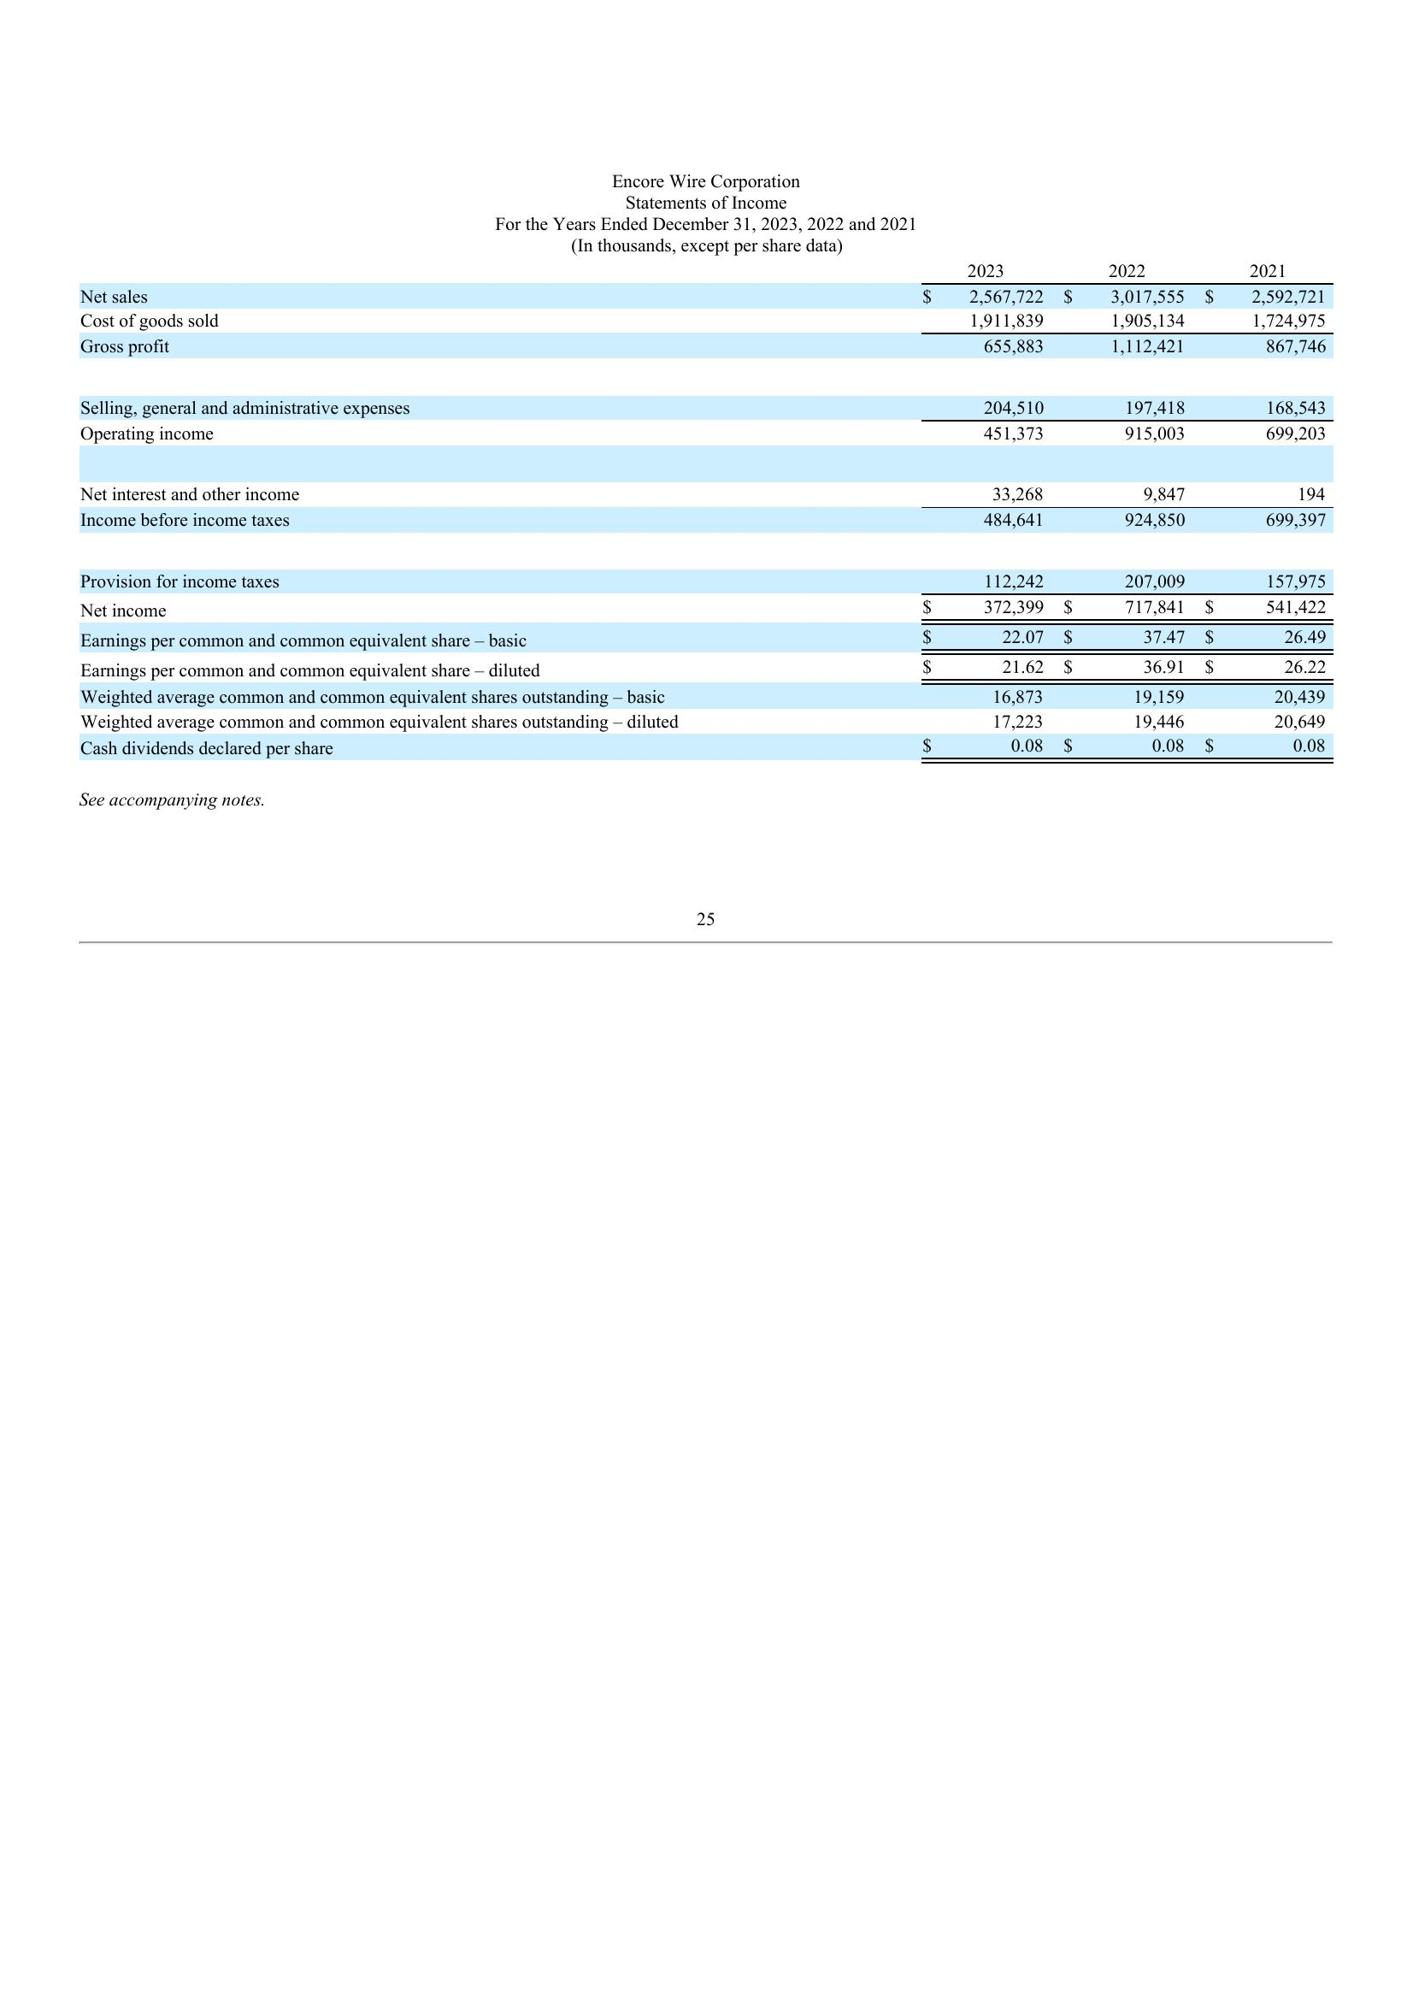 Encore Wire Corporation
Statements of Income
For the Years Ended December 31, 2023, 2022 and 2021
(In thousands, except per share data)
2023 2022 2021
Net sales $ 2,567,722 $ 3,017,555 $ 2,592,721
Cost of goods sold 1,911,839 1,905,134 1,724,975
Gross profit 655,883 1,112,421 867,746
Selling, general and administrative expenses 204,510 197,418 168,543
Operating income 451,373 915,003 699,203
Net interest and other income 33,268 9,847 194
Income before income taxes 484,641 924,850 699,397
Provision for income taxes 112,242 207,009 157,975
Net income $ 372,399 $ 717,841 $ 541,422
Earnings per common and common equivalent share – basic $ 22.07 $ 37.47 $ 26.49
Earnings per common and common equivalent share – diluted $ 21.62 $ 36.91 $ 26.22
Weighted average common and common equivalent shares outstanding – basic 16,873 19,159 20,439
Weighted average common and common equivalent shares outstanding – diluted 17,223 19,446 20,649
Cash dividends declared per share $ 0.08 $ 0.08 $ 0.08
See accompanying notes.
25